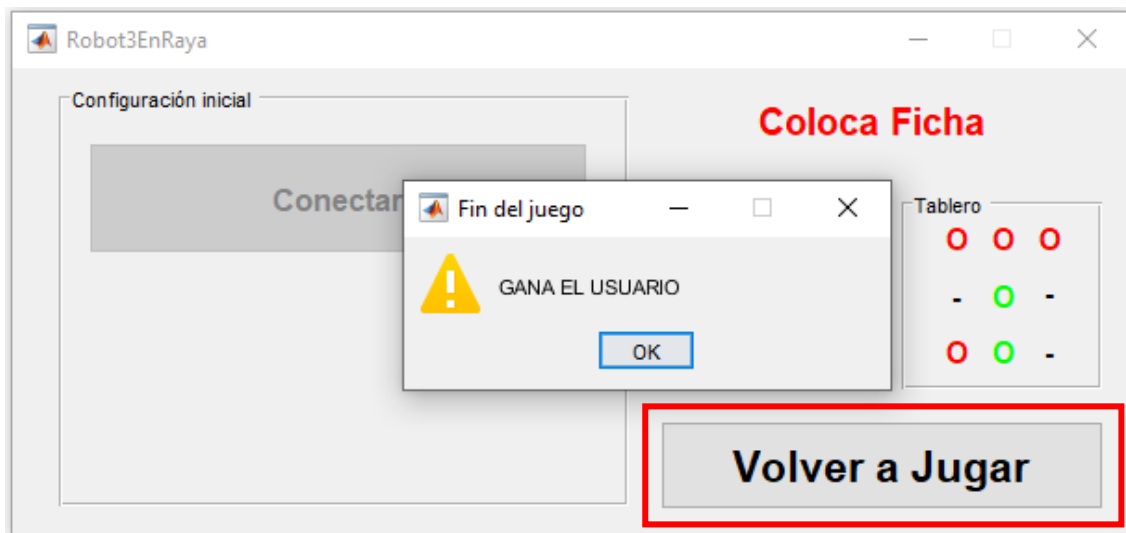 Robot3EnRaya
Configuración inicial
Coloca Ficha
Conectar
Fin del juego
GANA EL USUARIO
OK
Tablero
O O O
- O -
O O -
Volver a Jugar